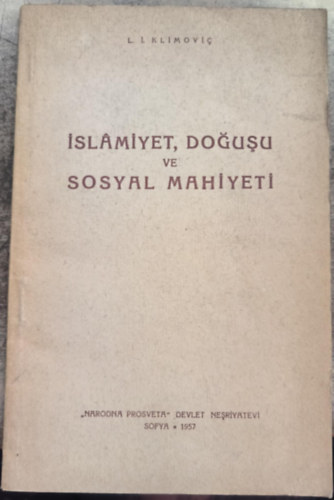 L. İ. KLİMOVİÇ
İSLÂMİYET, DOĞUŞU
VE
SOSYAL MAHİYETİ
„NARODNA PROSVETA“ DEVLET NEŞRİYATEVİ
SOFYA ★ 1957